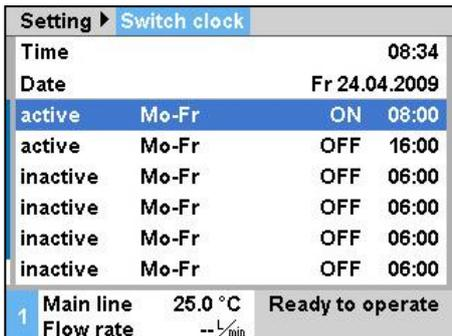 Setting ▶ Switch clock
Time 08:34
Date Fr 24.04.2009
active Mo-Fr ON 08:00
active Mo-Fr OFF 16:00
inactive Mo-Fr OFF 06:00
inactive Mo-Fr OFF 06:00
inactive Mo-Fr OFF 06:00
inactive Mo-Fr OFF 06:00
1 Main line 25.0 °C Ready to operate
Flow rate -- L/min